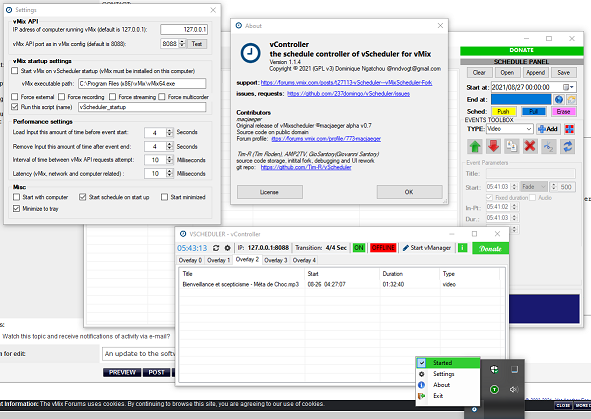 Settings
vMix API
IP adress of computer running vMix (default is 127.0.0.1):
127.0.0.1
vMix API port as in vMix config (default is 8088):
8088
Test
vMix startup settings
Start vMix on vScheduler startup (vMix must be installed on this computer)
vMix executable path:
C:\Program Files (x86)\vMix\vMix64.exe
Force external
Force recording
Force streaming
Force multicorder
Run this script (name)
vScheduler_startup
Performance settings
Load Input this amount of time before event start:
4
Seconds
Remove Input this amount of time after event end:
4
Seconds
Interval of time between vMix API requests attempt:
10
Miliseconds
Latency (vMix, network and computer related) :
10
Miliseconds
Misc
Start with computer
Start schedule on start up
Start minimized
Minimize to tray
About
vController
the schedule controler of vScheduler for vMix
Version 1.1.4
Copyright © 2021 (GPL v3) Dominique Ngatchou @nndvogt@gmail.com
support: https://forums.vmix.com/posts/t27113-vScheduler---vMixScheduler-Fork
issues, requests: https://github.com/237domingo/vScheduler/issues
Contributors
macjaeger
Original release of vMixscheduler @macjaeger alpha v0.7
Source code on public domain
Forum profile: https://forums.vmix.com/profile/773-macjaeger
Tim-R (Tim Roden), AMP2TV, GioSantoy(Giovanni Santoy)
source code storage, initial fork, debugging and UI rework
git repo: https://github.com/Tim-R/vScheduler
License
OK
DONATE
SCHEDULE PANEL
Clear
Open
Append
Save
Start at:
2021/08/27 00:00:00
End at:
Sched:
Push
Pull
Erase
EVENTS TOOLBOX
TYPE:
Video
Add
Event Parameters
Title:
Start:
05:41:03
Fade
500
Fixed duration
Audio
In-Pt:
05:41:02
Dur.:
05:41:03
VSCHEDULER - vController
05:43:13
IP: 127.0.0.1:8088
Transition: 4/4 Sec
ON
OFFLINE
Start vManager
i
Donate
Overlay 0
Overlay 1
Overlay 2
Overlay 3
Overlay 4
Title
Start
Duration
Type
Bienveillance et scepticisme - Méta de Choc.mp3
08-26 04:27:07
01:32:40
video
Started
Settings
About
Exit
Watch this topic and receive notifications of activity via e-mail?
n for edit:
An update to the softw
PREVIEW
POST
nt Information: The vMix Forums uses cookies. By continuing to browse this site, you are agreeing to our use of cookies.
CLOSE
MORE D